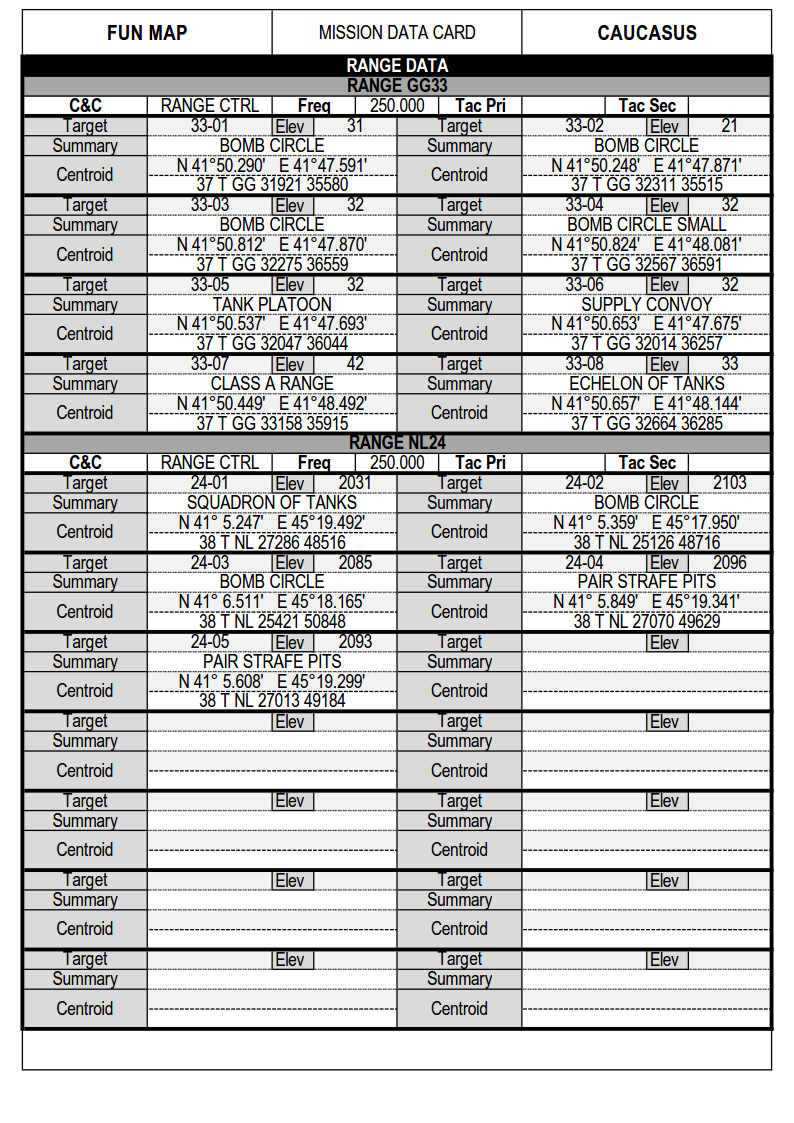 FUN MAP MISSION DATA CARD CAUCASUS
RANGE DATA
RANGE GG33
C&C RANGE CTRL Freq 250.000 Tac Pri Tac Sec
Target 33-01 Elev 31 Target 33-02 Elev 21
Summary BOMB CIRCLE Summary BOMB CIRCLE
Centroid N 41°50.290' E 41°47.591' Centroid N 41°50.248' E 41°47.871'
37 T GG 31921 35580 37 T GG 32311 35515
Target 33-03 Elev 32 Target 33-04 Elev 32
Summary BOMB CIRCLE Summary BOMB CIRCLE SMALL
Centroid N 41°50.812' E 41°47.870' Centroid N 41°50.824' E 41°48.081'
37 T GG 32275 36559 37 T GG 32567 36591
Target 33-05 Elev 32 Target 33-06 Elev 32
Summary TANK PLATOON Summary SUPPLY CONVOY
Centroid N 41°50.537' E 41°47.693' Centroid N 41°50.653' E 41°47.675'
37 T GG 32047 36044 37 T GG 32014 36257
Target 33-07 Elev 42 Target 33-08 Elev 33
Summary CLASS A RANGE Summary ECHELON OF TANKS
Centroid N 41°50.449' E 41°48.492' Centroid N 41°50.657' E 41°48.144'
37 T GG 33158 35915 37 T GG 32664 36285
RANGE NL24
C&C RANGE CTRL Freq 250.000 Tac Pri Tac Sec
Target 24-01 Elev 2031 Target 24-02 Elev 2103
Summary SQUADRON OF TANKS Summary BOMB CIRCLE
Centroid N 41° 5.247' E 45°19.492' Centroid N 41° 5.359' E 45°17.950'
38 T NL 27286 48516 38 T NL 25126 48716
Target 24-03 Elev 2085 Target 24-04 Elev 2096
Summary BOMB CIRCLE Summary PAIR STRAFE PITS
Centroid N 41° 6.511' E 45°18.165' Centroid N 41° 5.849' E 45°19.341'
38 T NL 25421 50848 38 T NL 27070 49629
Target 24-05 Elev 2093 Target Elev
Summary PAIR STRAFE PITS Summary
Centroid N 41° 5.608' E 45°19.299' Centroid
38 T NL 27013 49184
Target Elev Target Elev
Summary Summary
Centroid Centroid
Target Elev Target Elev
Summary Summary
Centroid Centroid
Target Elev Target Elev
Summary Summary
Centroid Centroid
Target Elev Target Elev
Summary Summary
Centroid Centroid